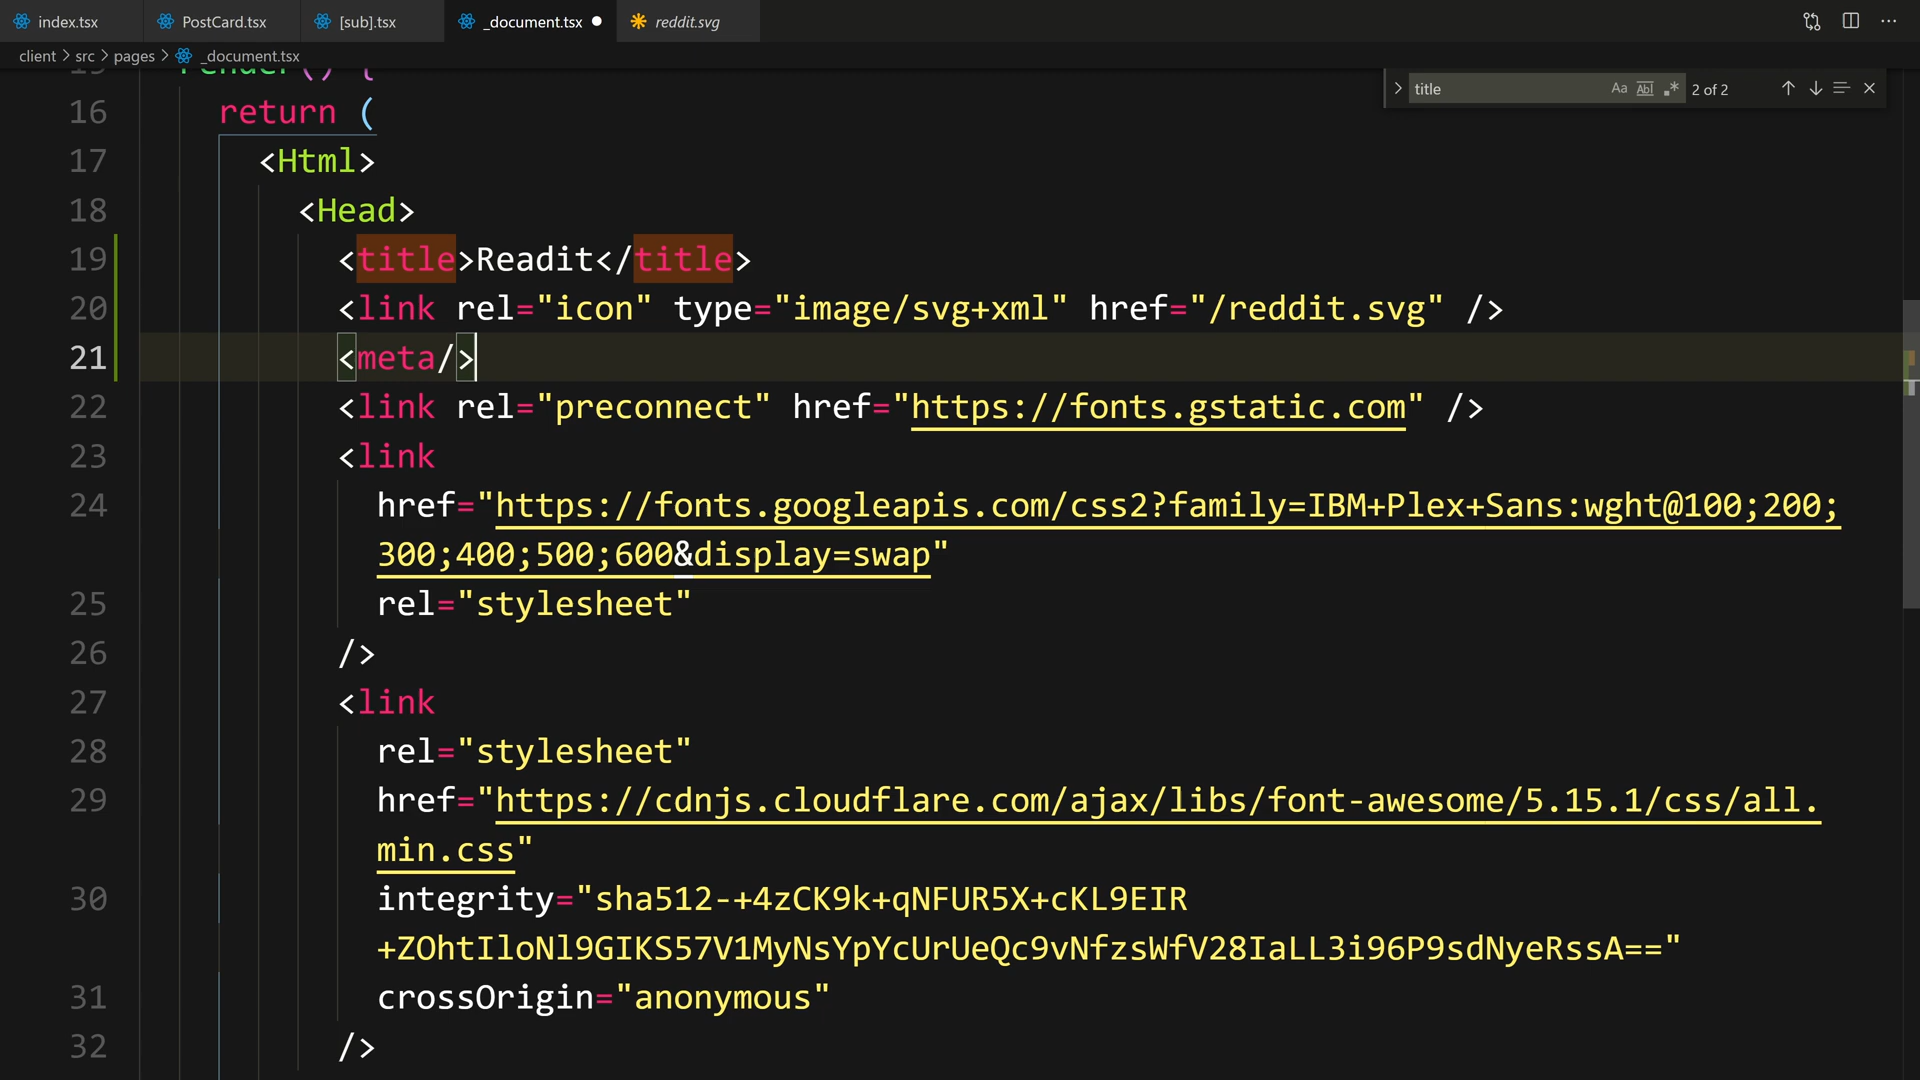 index.tsx PostCard.tsx [sub].tsx _document.tsx reddit.svg
client > src > pages > _document.tsx
title Aa Abl .* 2 of 2
15 render() {
16 return (
17 <Html>
18 <Head>
19 <title>Readit</title>
20 <link rel="icon" type="image/svg+xml" href="/reddit.svg" />
21 <meta/>
22 <link rel="preconnect" href="https://fonts.gstatic.com" />
23 <link
24 href="https://fonts.googleapis.com/css2?family=IBM+Plex+Sans:wght@100;200;
300;400;500;600&display=swap"
25 rel="stylesheet"
26 />
27 <link
28 rel="stylesheet"
29 href="https://cdnjs.cloudflare.com/ajax/libs/font-awesome/5.15.1/css/all.
min.css"
30 integrity="sha512-+4zCK9k+qNFUR5X+cKL9EIR
+ZOhtIloNl9GIKS57V1MyNsYpYcUrUeQc9vNfzsWfV28IaLL3i96P9sdNyeRssA=="
31 crossOrigin="anonymous"
32 />